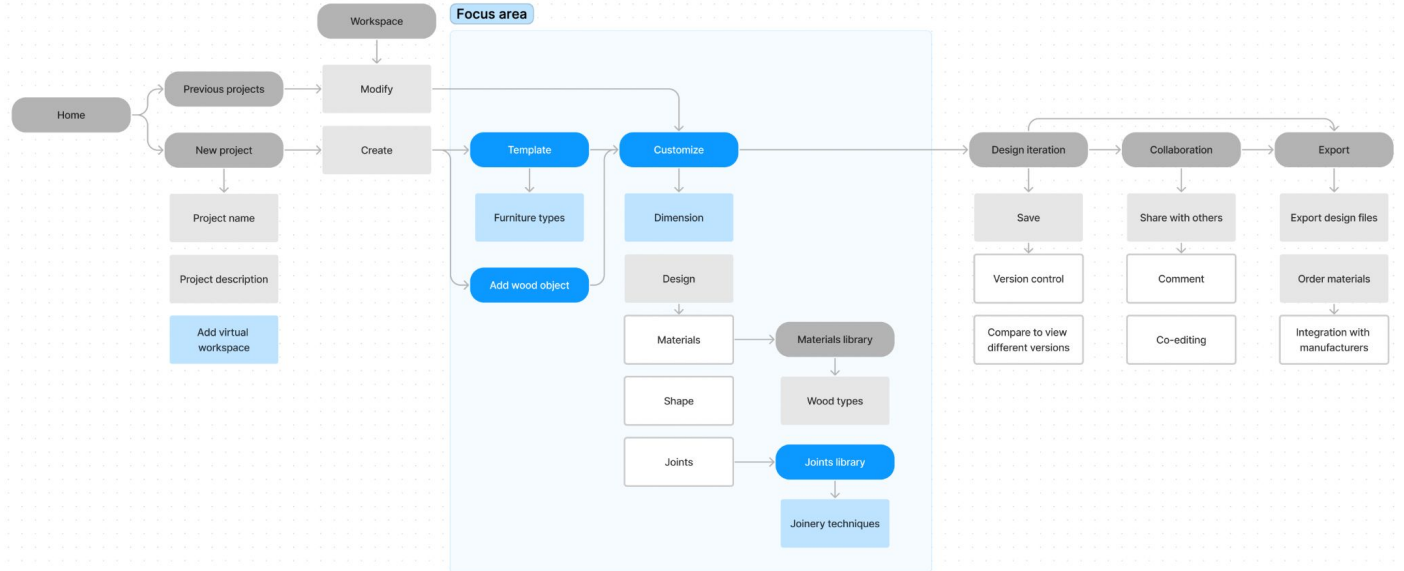 Focus area
Workspace
Previous projects
Modify
Home
New project
Create
Template
Customize
Design iteration
Collaboration
Export
Project name
Furniture types
Dimension
Save
Share with others
Export design files
Project description
Add wood object
Design
Version control
Comment
Order materials
Add virtual
workspace
Materials
Materials library
Compare to view
different versions
Co-editing
Integration with
manufacturers
Shape
Wood types
Joints
Joints library
Joinery techniques